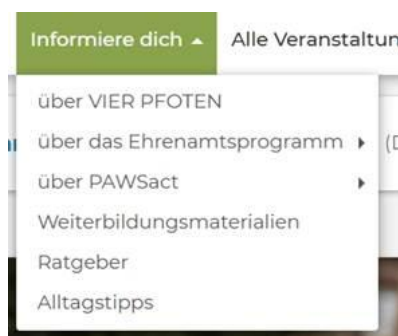 Informiere dich Alle Veranstaltun
über VIER PFOTEN
über das Ehrenamtsprogramm (D
über PAWSact
Weiterbildungsmaterialien
Ratgeber
Alltagstipps